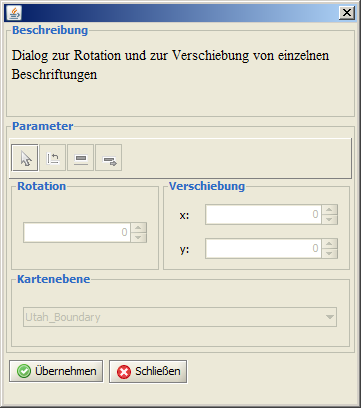 Beschreibung
Dialog zur Rotation und zur Verschiebung von einzelnen
Beschriftungen
Parameter
Rotation
0
Verschiebung
x: 0
y: 0
Kartenebene
Utah_Boundary
Übernehmen Schließen